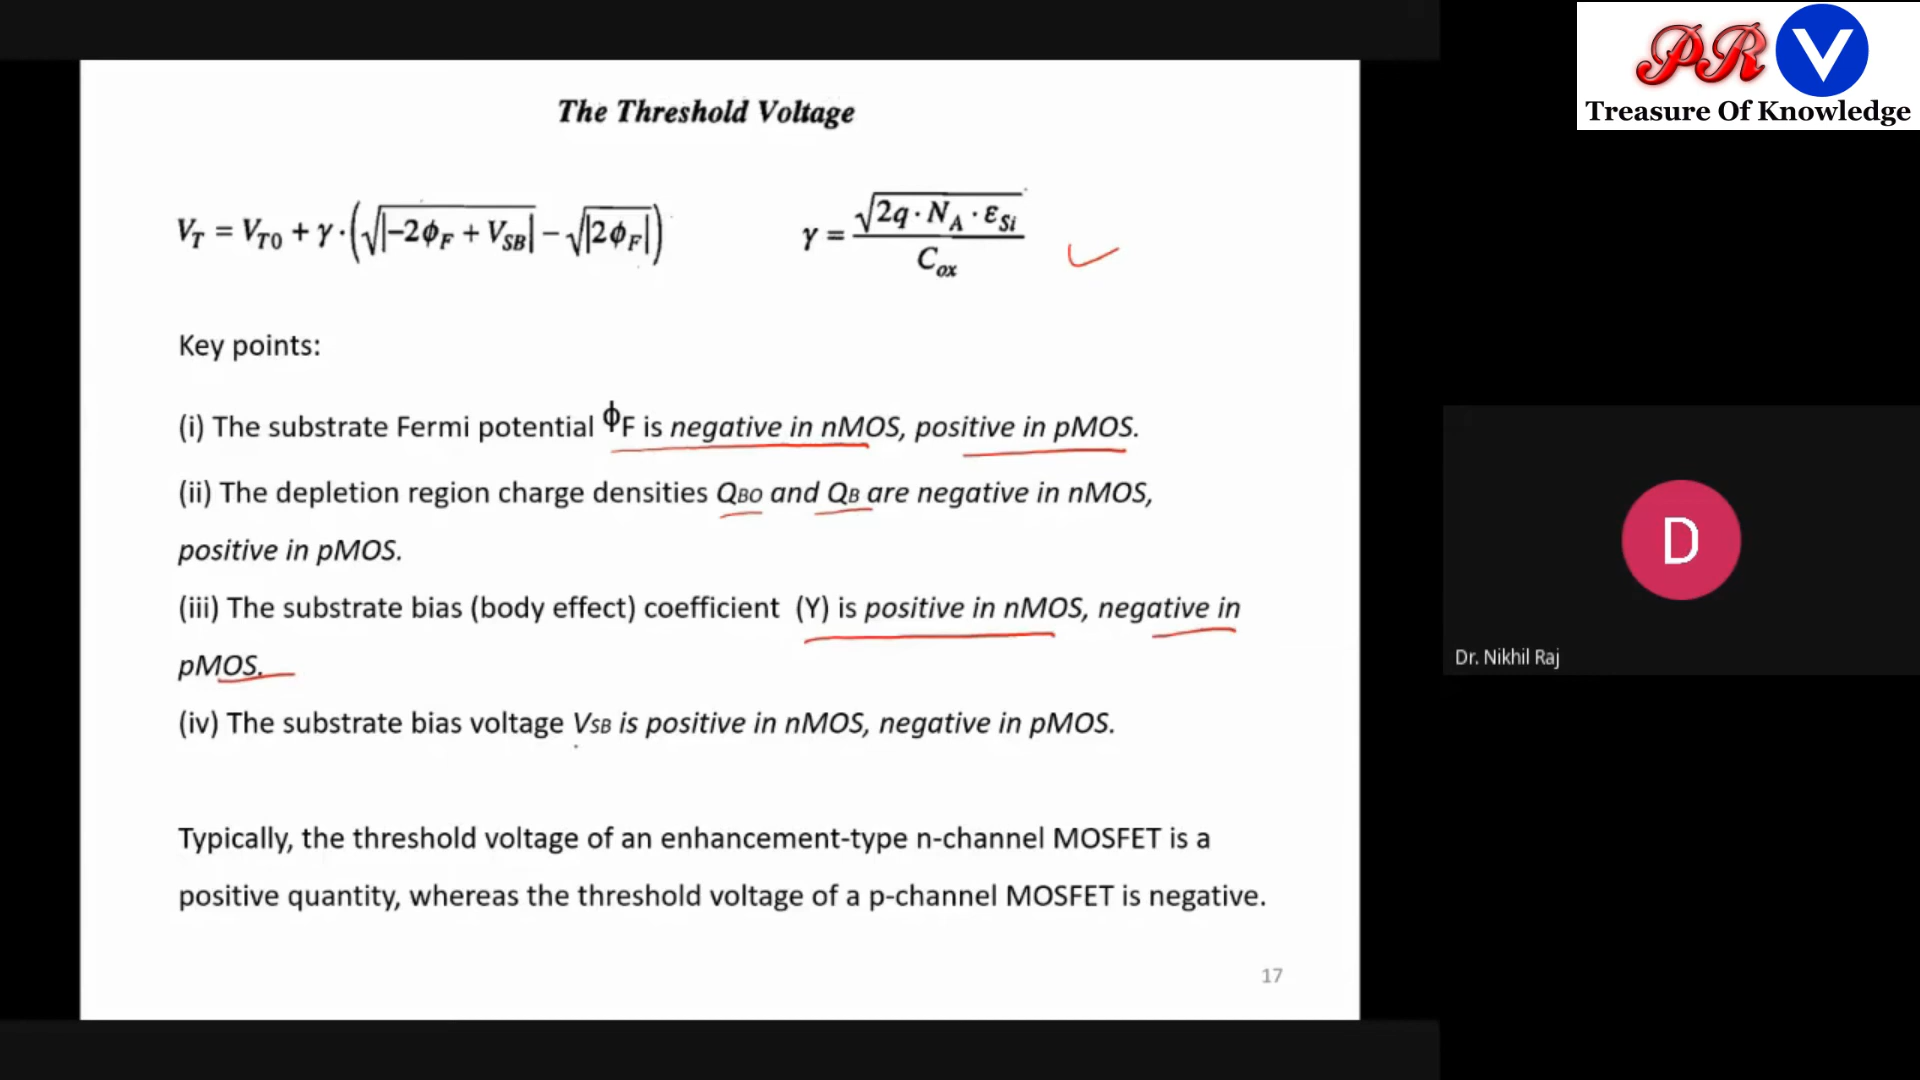 PR V
Treasure Of Knowledge
The Threshold Voltage
V_T = V_T0 + γ · (√|−2ϕ_F + V_SB| − √|2ϕ_F|)
γ = √(2q · N_A · ε_Si) / C_ox
Key points:
(i) The substrate Fermi potential ϕF is negative in nMOS, positive in pMOS.
(ii) The depletion region charge densities QBO and QB are negative in nMOS,
positive in pMOS.
(iii) The substrate bias (body effect) coefficient (Υ) is positive in nMOS, negative in
pMOS.
(iv) The substrate bias voltage VSB is positive in nMOS, negative in pMOS.
Typically, the threshold voltage of an enhancement-type n-channel MOSFET is a
positive quantity, whereas the threshold voltage of a p-channel MOSFET is negative.
17
D
Dr. Nikhil Raj